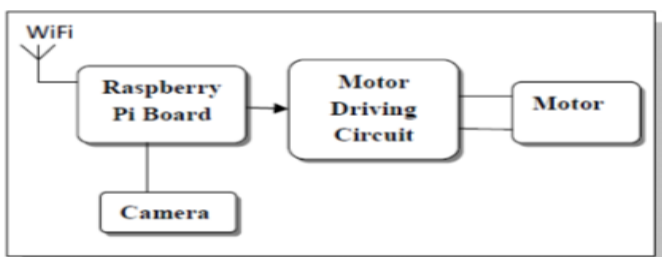 WiFi
Raspberry
Pi Board
Motor
Driving
Circuit
Motor
Camera